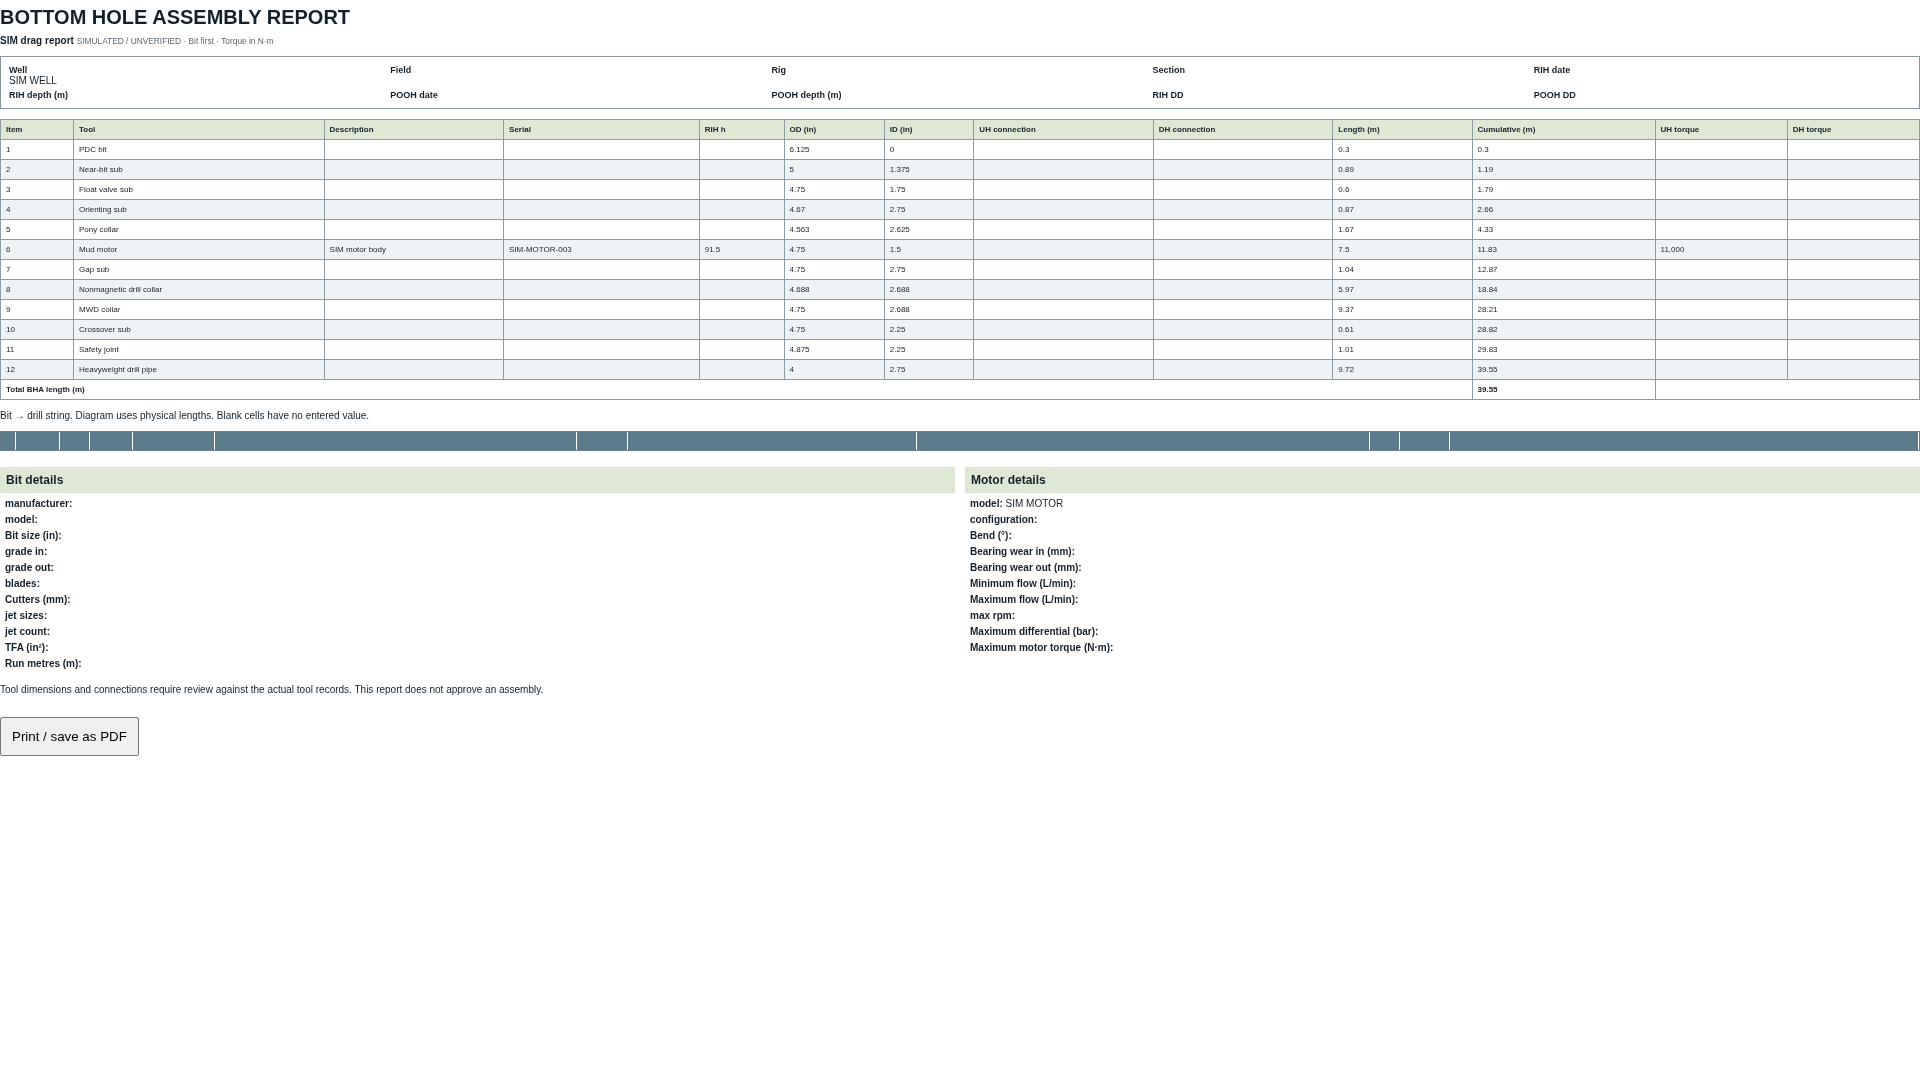 BOTTOM HOLE ASSEMBLY REPORT
SIM drag report SIMULATED / UNVERIFIED · Bit first · Torque in N·m
Well Field Rig Section RIH date
SIM WELL
RIH depth (m) POOH date POOH depth (m) RIH DD POOH DD
Item Tool Description Serial RIH h OD (in) ID (in) UH connection DH connection Length (m) Cumulative (m) UH torque DH torque
1 PDC bit 6.125 0 0.3 0.3
2 Near-bit sub 5 1.375 0.89 1.19
3 Float valve sub 4.75 1.75 0.6 1.79
4 Orienting sub 4.67 2.75 0.87 2.66
5 Pony collar 4.563 2.625 1.67 4.33
6 Mud motor SIM motor body SIM-MOTOR-003 91.5 4.75 1.5 7.5 11.83 11,000
7 Gap sub 4.75 2.75 1.04 12.87
8 Nonmagnetic drill collar 4.688 2.688 5.97 18.84
9 MWD collar 4.75 2.688 9.37 28.21
10 Crossover sub 4.75 2.25 0.61 28.82
11 Safety joint 4.875 2.25 1.01 29.83
12 Heavyweight drill pipe 4 2.75 9.72 39.55
Total BHA length (m) 39.55
Bit → drill string. Diagram uses physical lengths. Blank cells have no entered value.
Bit details
manufacturer:
model:
Bit size (in):
grade in:
grade out:
blades:
Cutters (mm):
jet sizes:
jet count:
TFA (in²):
Run metres (m):
Motor details
model: SIM MOTOR
configuration:
Bend (°):
Bearing wear in (mm):
Bearing wear out (mm):
Minimum flow (L/min):
Maximum flow (L/min):
max rpm:
Maximum differential (bar):
Maximum motor torque (N·m):
Tool dimensions and connections require review against the actual tool records. This report does not approve an assembly.
Print / save as PDF